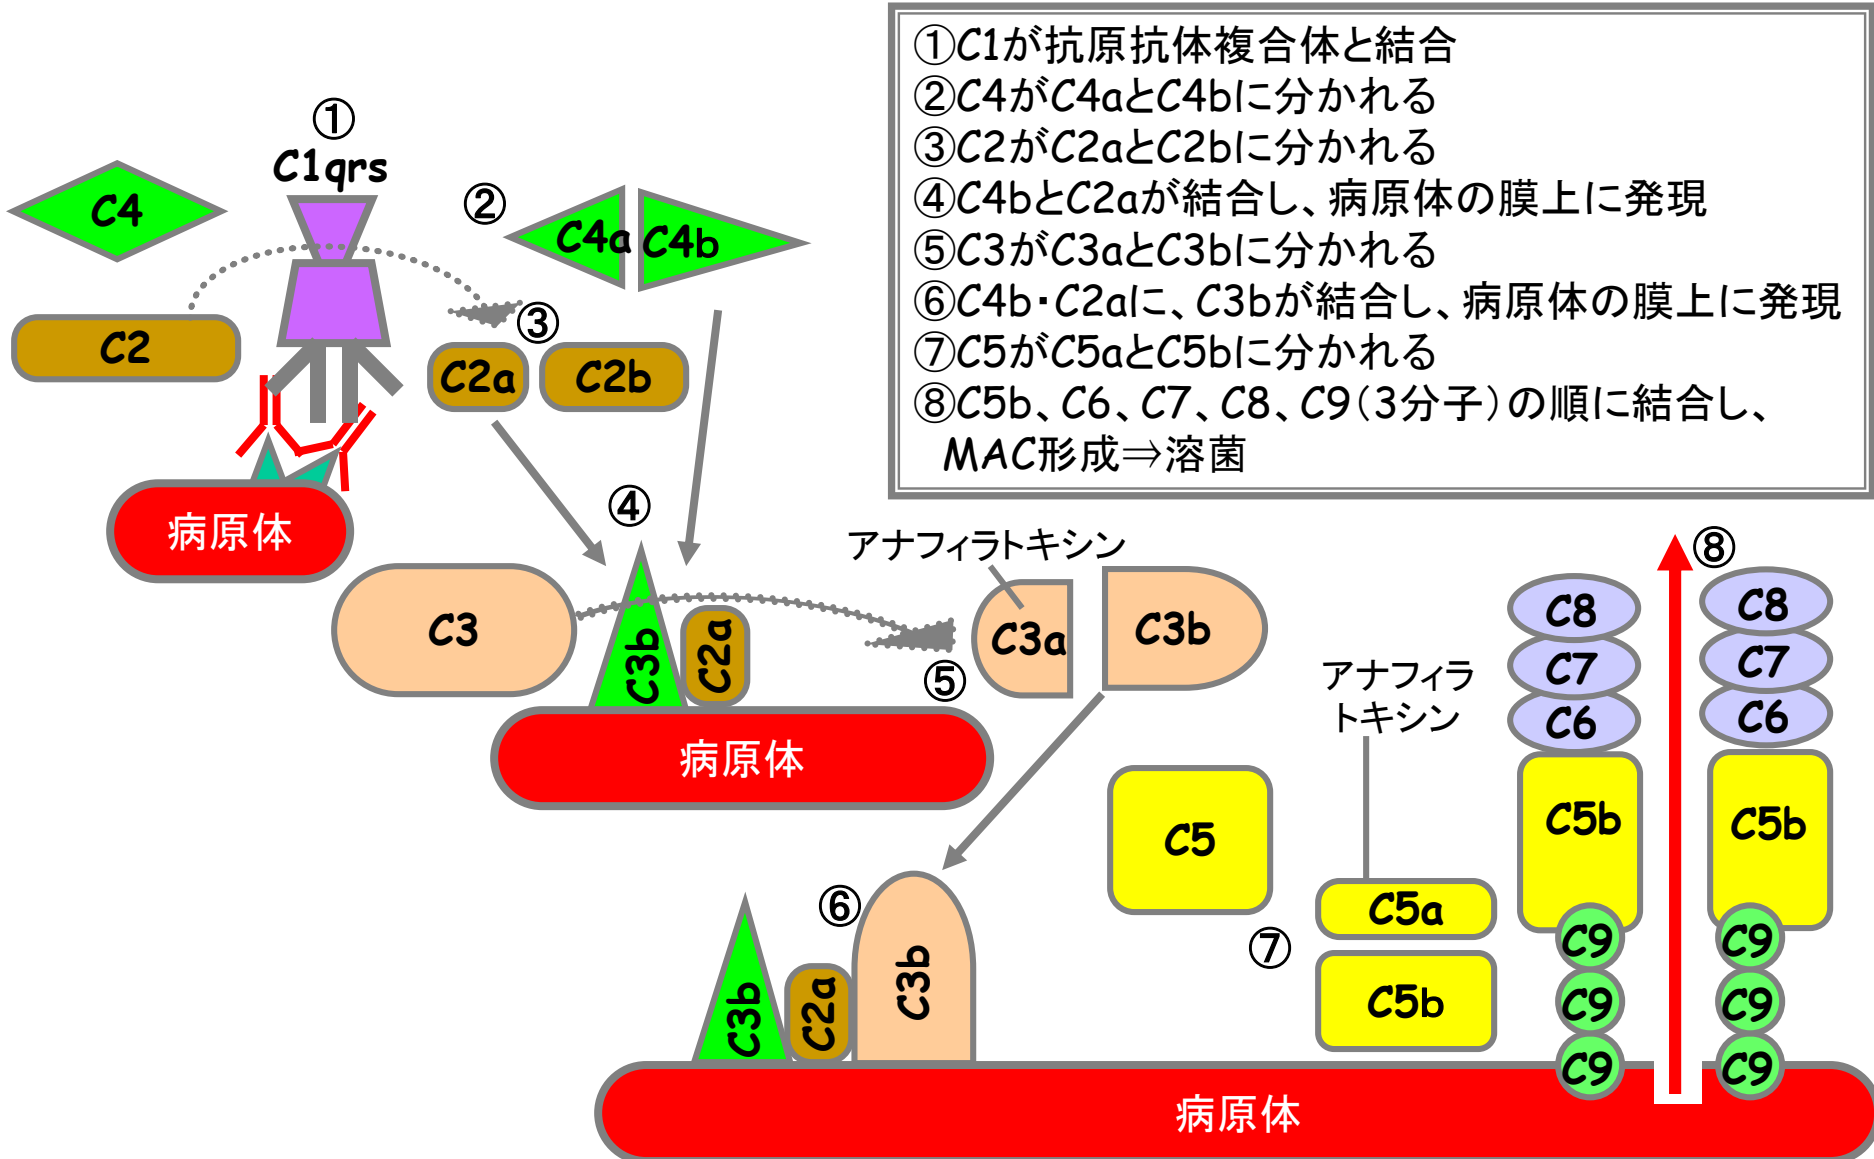 ①C1が抗原抗体複合体と結合
②C4がC4aとC4bに分かれる
③C2がC2aとC2bに分かれる
④C4bとC2aが結合し、病原体の膜上に発現
⑤C3がC3aとC3bに分かれる
⑥C4b・C2aに、C3bが結合し、病原体の膜上に発現
⑦C5がC5aとC5bに分かれる
⑧C5b、C6、C7、C8、C9(3分子)の順に結合し、
MAC形成⇒溶菌
①
C1qrs
C4
C2
病原体
②
C4a
C4b
③
C2a
C2b
④
C3
C3b
C2a
病原体
アナフィラトキシン
⑤
C3a
C3b
⑥
C3b
C2a
C3b
C5
アナフィラ
トキシン
⑦
C5a
C5b
⑧
C8
C7
C6
C5b
C9
C9
C9
C8
C7
C6
C5b
C9
C9
C9
病原体